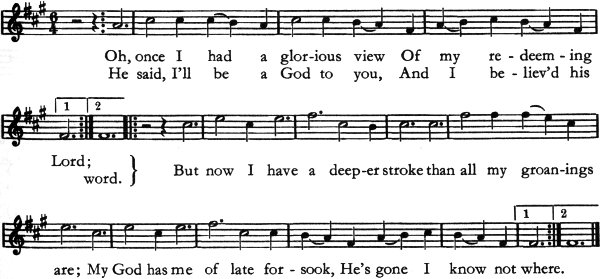 6
4
Oh, once I had a glor-ious view Of my re - deem - ing
He said, I'll be a God to you, And I be - liev'd his
1 2
Lord;
word. } But now I have a deep-er stroke than all my groan-ings
1 2
are; My God has me of late for - sook, He's gone I know not where.